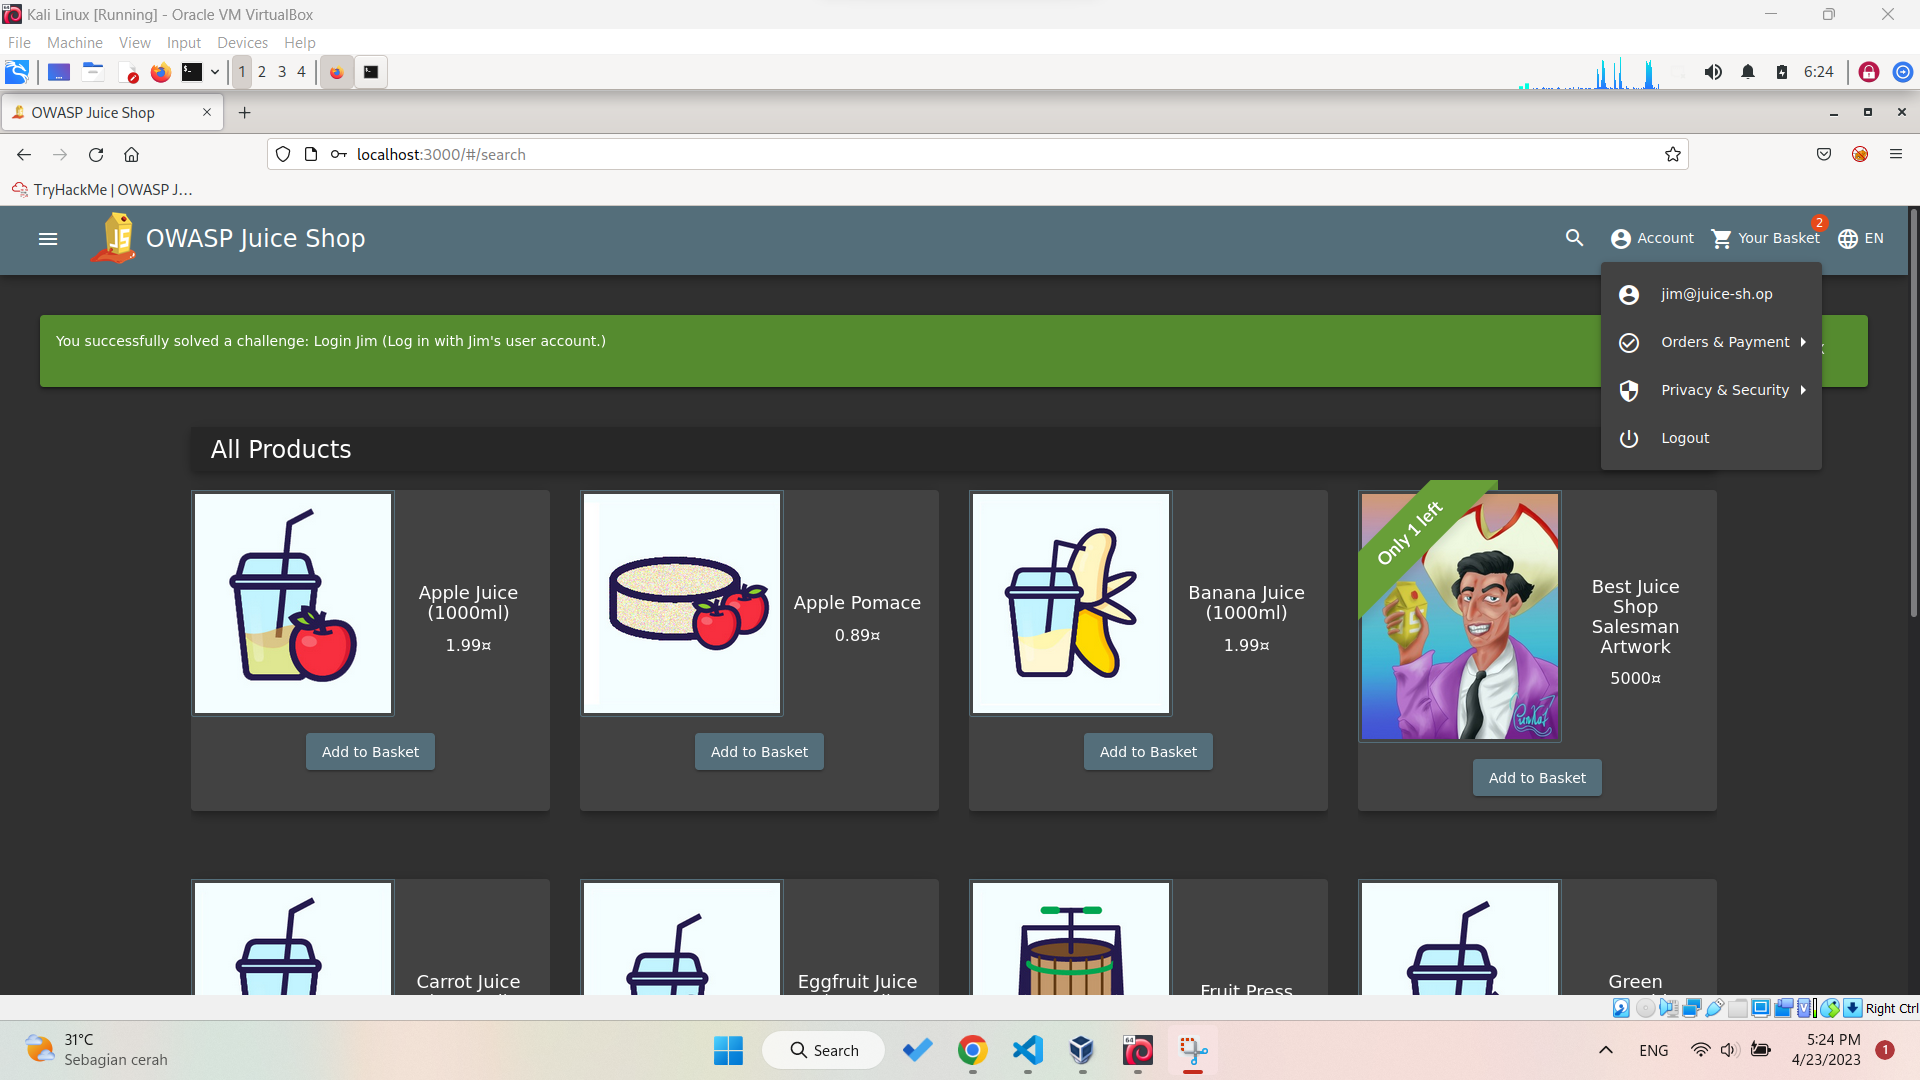 Kali Linux [Running] - Oracle VM VirtualBox
File Machine View Input Devices Help
1 2 3 4
6:24
OWASP Juice Shop
localhost:3000/#/search
TryHackMe | OWASP J...
OWASP Juice Shop
Account
Your Basket
2
EN
jim@juice-sh.op
Orders & Payment
Privacy & Security
Logout
You successfully solved a challenge: Login Jim (Log in with Jim's user account.)
All Products
Apple Juice
(1000ml)
1.99¤
Add to Basket
Apple Pomace
0.89¤
Add to Basket
Banana Juice
(1000ml)
1.99¤
Add to Basket
Only 1 left
Best Juice
Shop
Salesman
Artwork
5000¤
Add to Basket
Carrot Juice
Eggfruit Juice
Fruit Press
Green
Right Ctrl
31°C
Sebagian cerah
Search
ENG
5:24 PM
4/23/2023
1